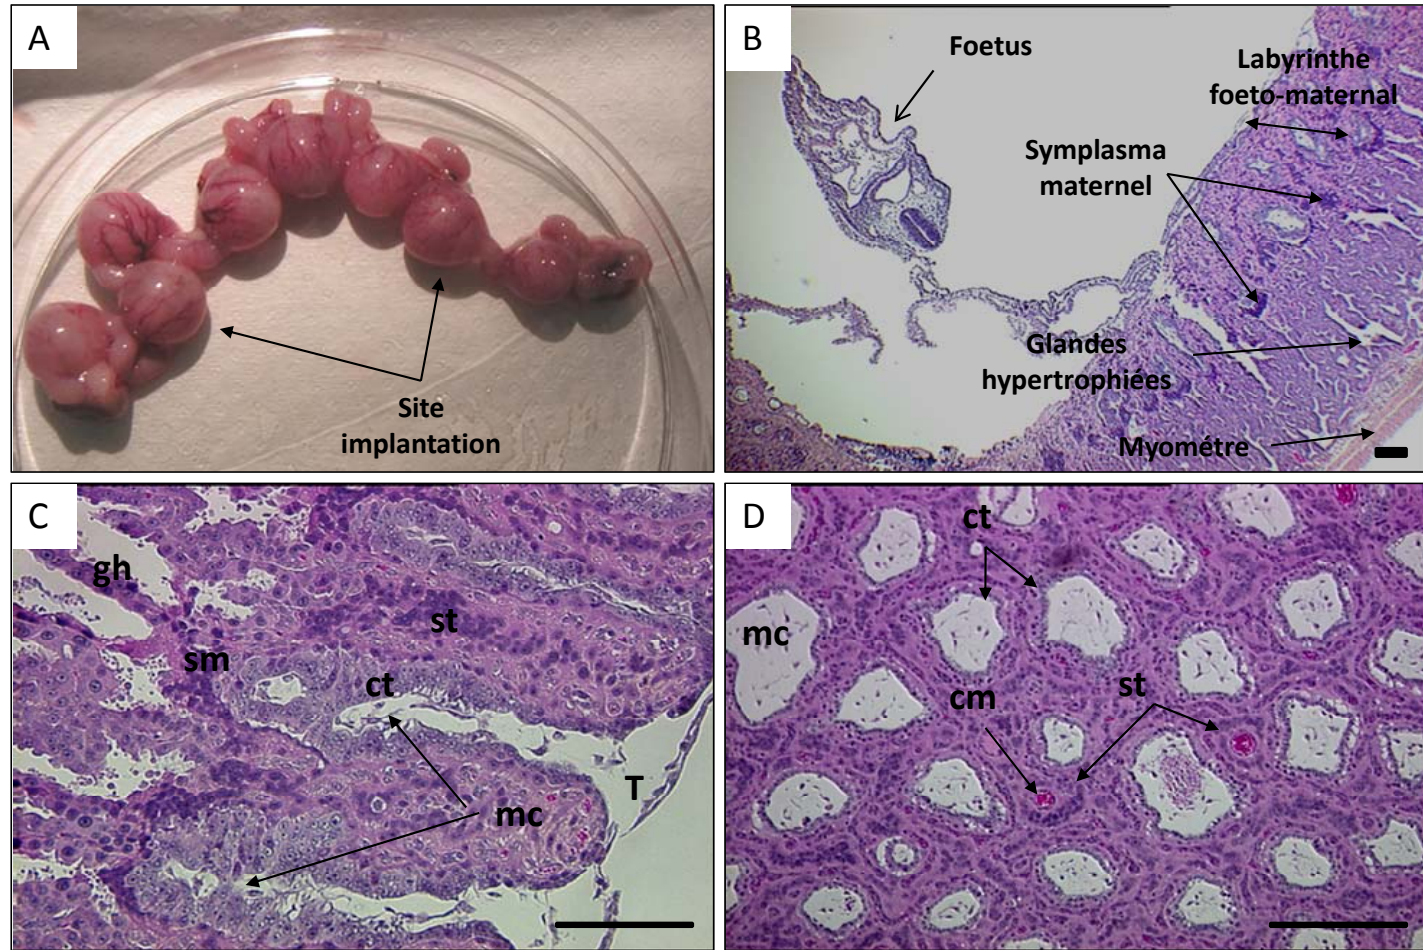 A
Site
implantation
B
Foetus
Labyrinthe
foeto-maternal
Symplasma
maternel
Glandes
hypertrophiées
Myométre
C
gh
st
sm
ct
T
mc
D
ct
mc
cm
st